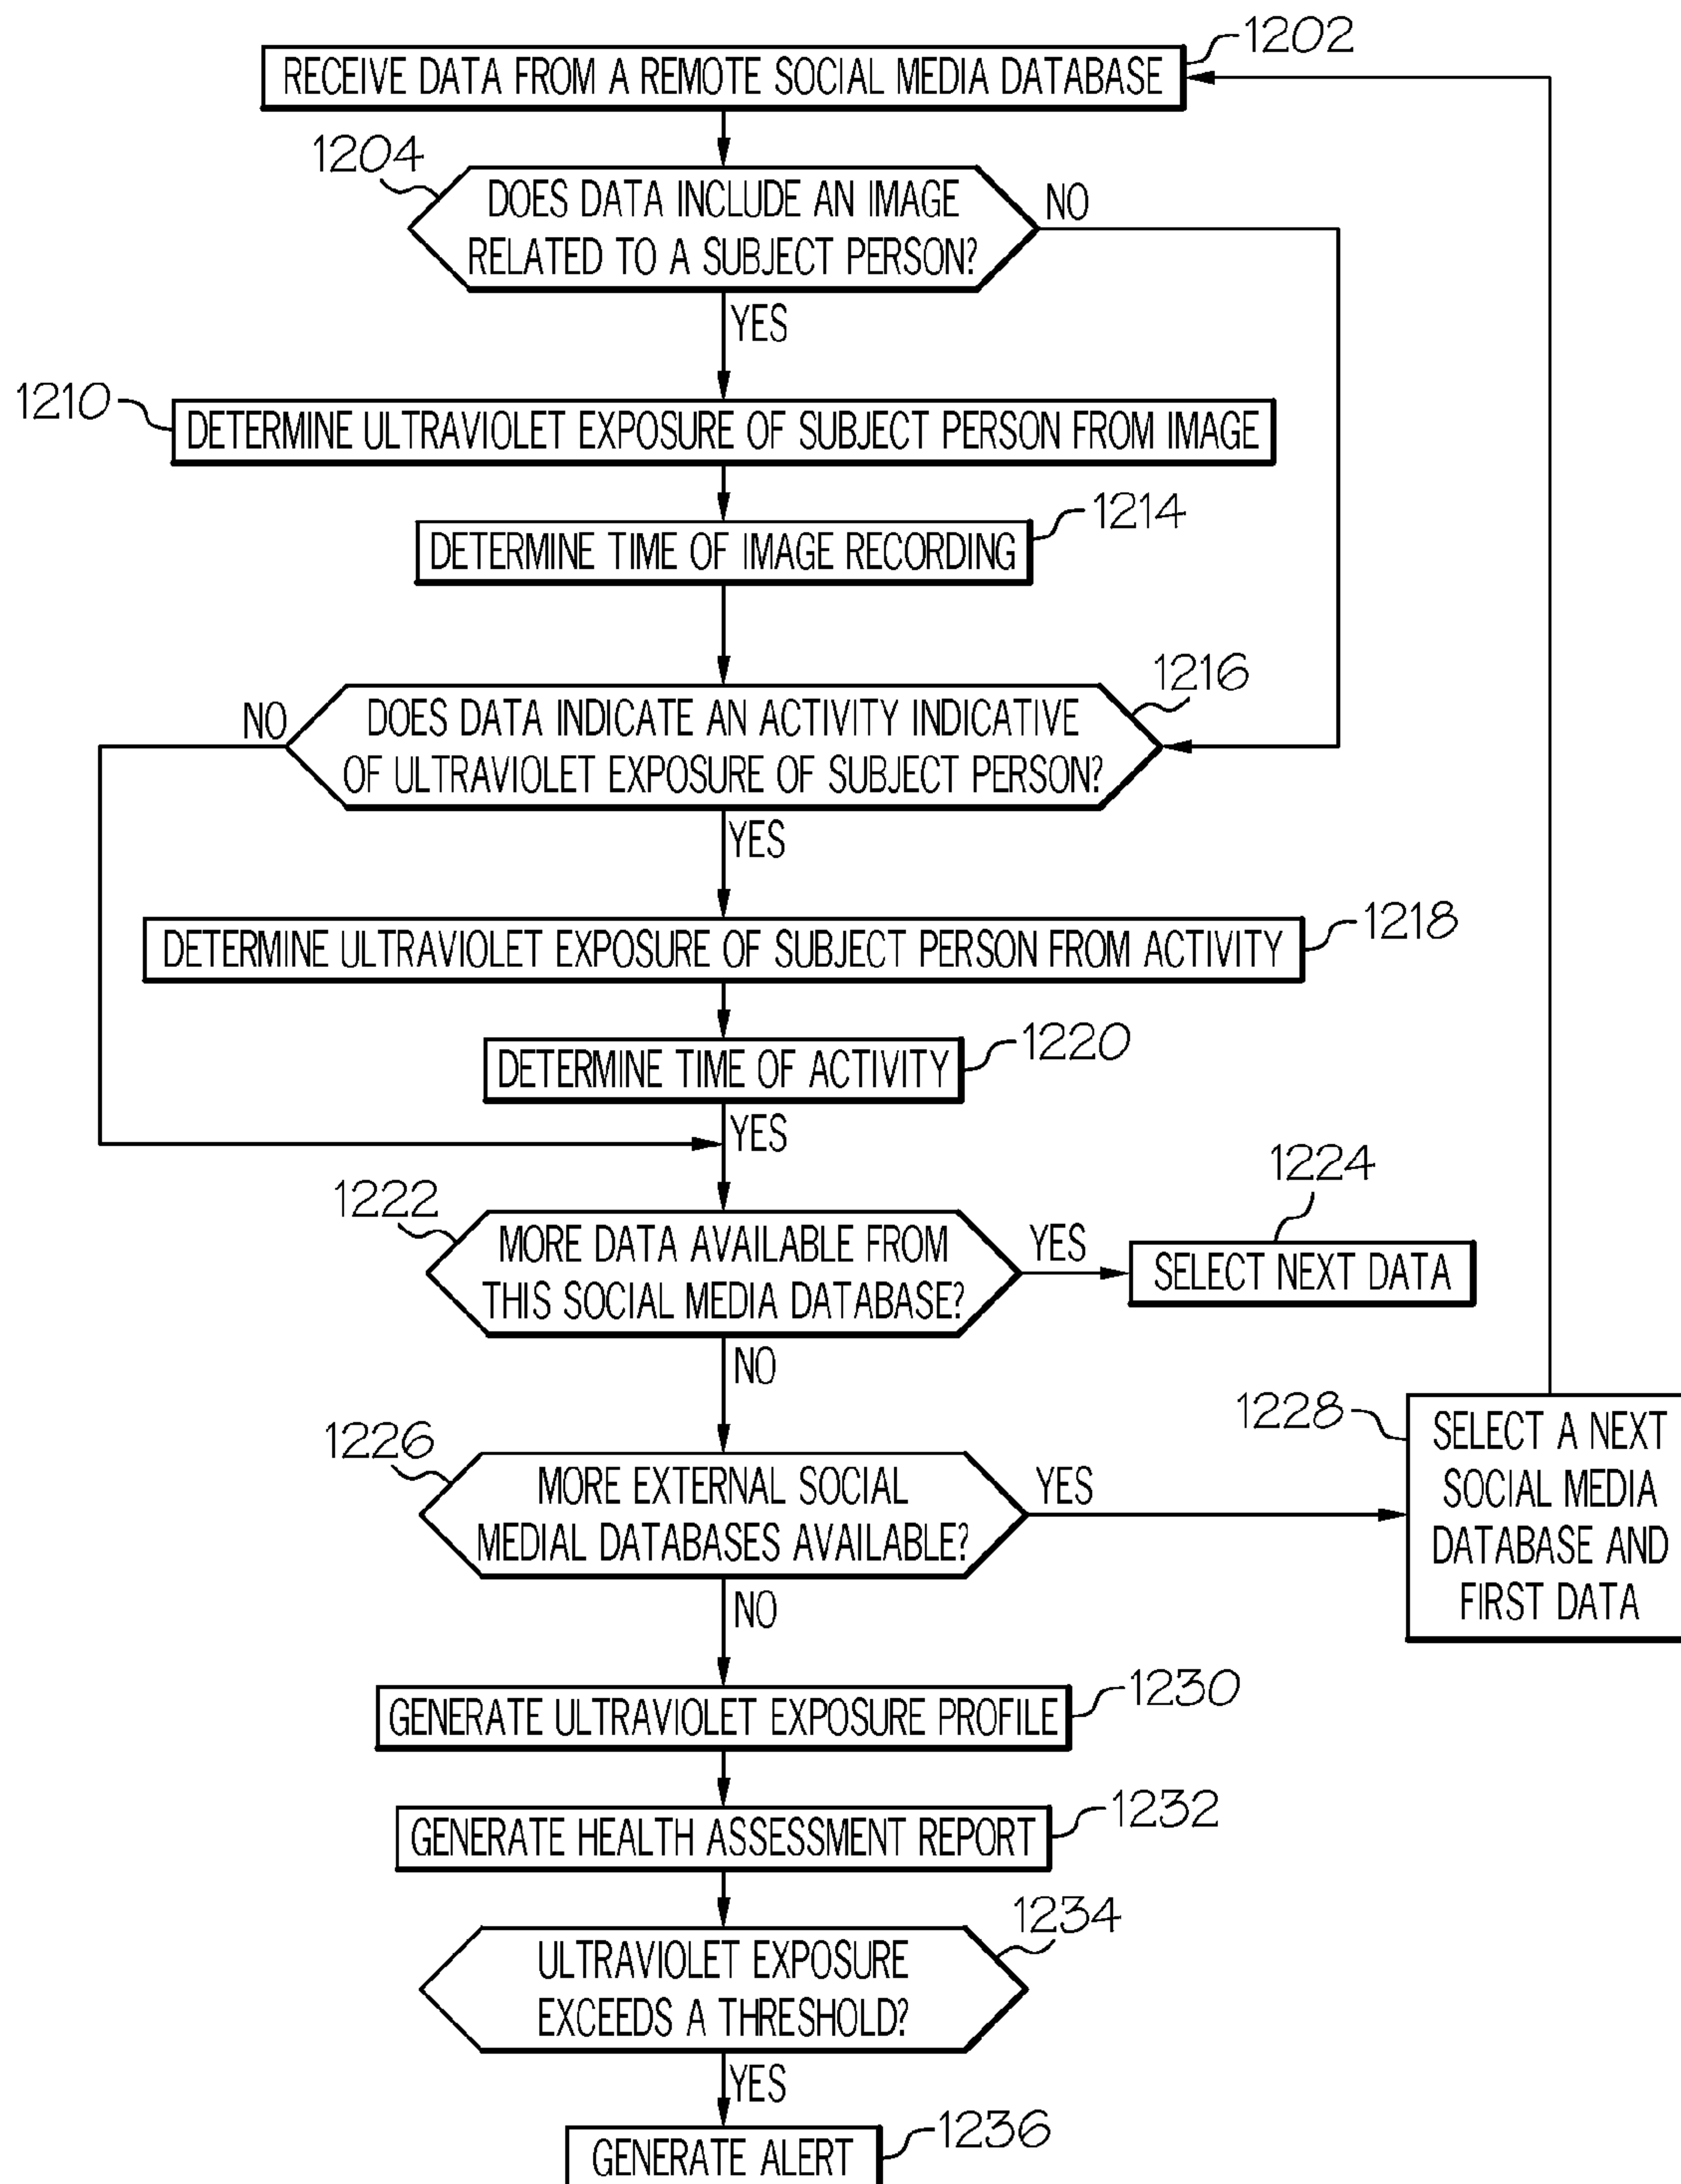 1202
RECEIVE DATA FROM A REMOTE SOCIAL MEDIA DATABASE
1204
DOES DATA INCLUDE AN IMAGE
RELATED TO A SUBJECT PERSON?
NO
YES
1210
DETERMINE ULTRAVIOLET EXPOSURE OF SUBJECT PERSON FROM IMAGE
1214
DETERMINE TIME OF IMAGE RECORDING
1216
NO
DOES DATA INDICATE AN ACTIVITY INDICATIVE
OF ULTRAVIOLET EXPOSURE OF SUBJECT PERSON?
YES
1218
DETERMINE ULTRAVIOLET EXPOSURE OF SUBJECT PERSON FROM ACTIVITY
1220
DETERMINE TIME OF ACTIVITY
YES
1222
MORE DATA AVAILABLE FROM
THIS SOCIAL MEDIA DATABASE?
YES
1224
SELECT NEXT DATA
NO
1226
MORE EXTERNAL SOCIAL
MEDIAL DATABASES AVAILABLE?
YES
1228
SELECT A NEXT
SOCIAL MEDIA
DATABASE AND
FIRST DATA
NO
1230
GENERATE ULTRAVIOLET EXPOSURE PROFILE
1232
GENERATE HEALTH ASSESSMENT REPORT
1234
ULTRAVIOLET EXPOSURE
EXCEEDS A THRESHOLD?
YES
1236
GENERATE ALERT